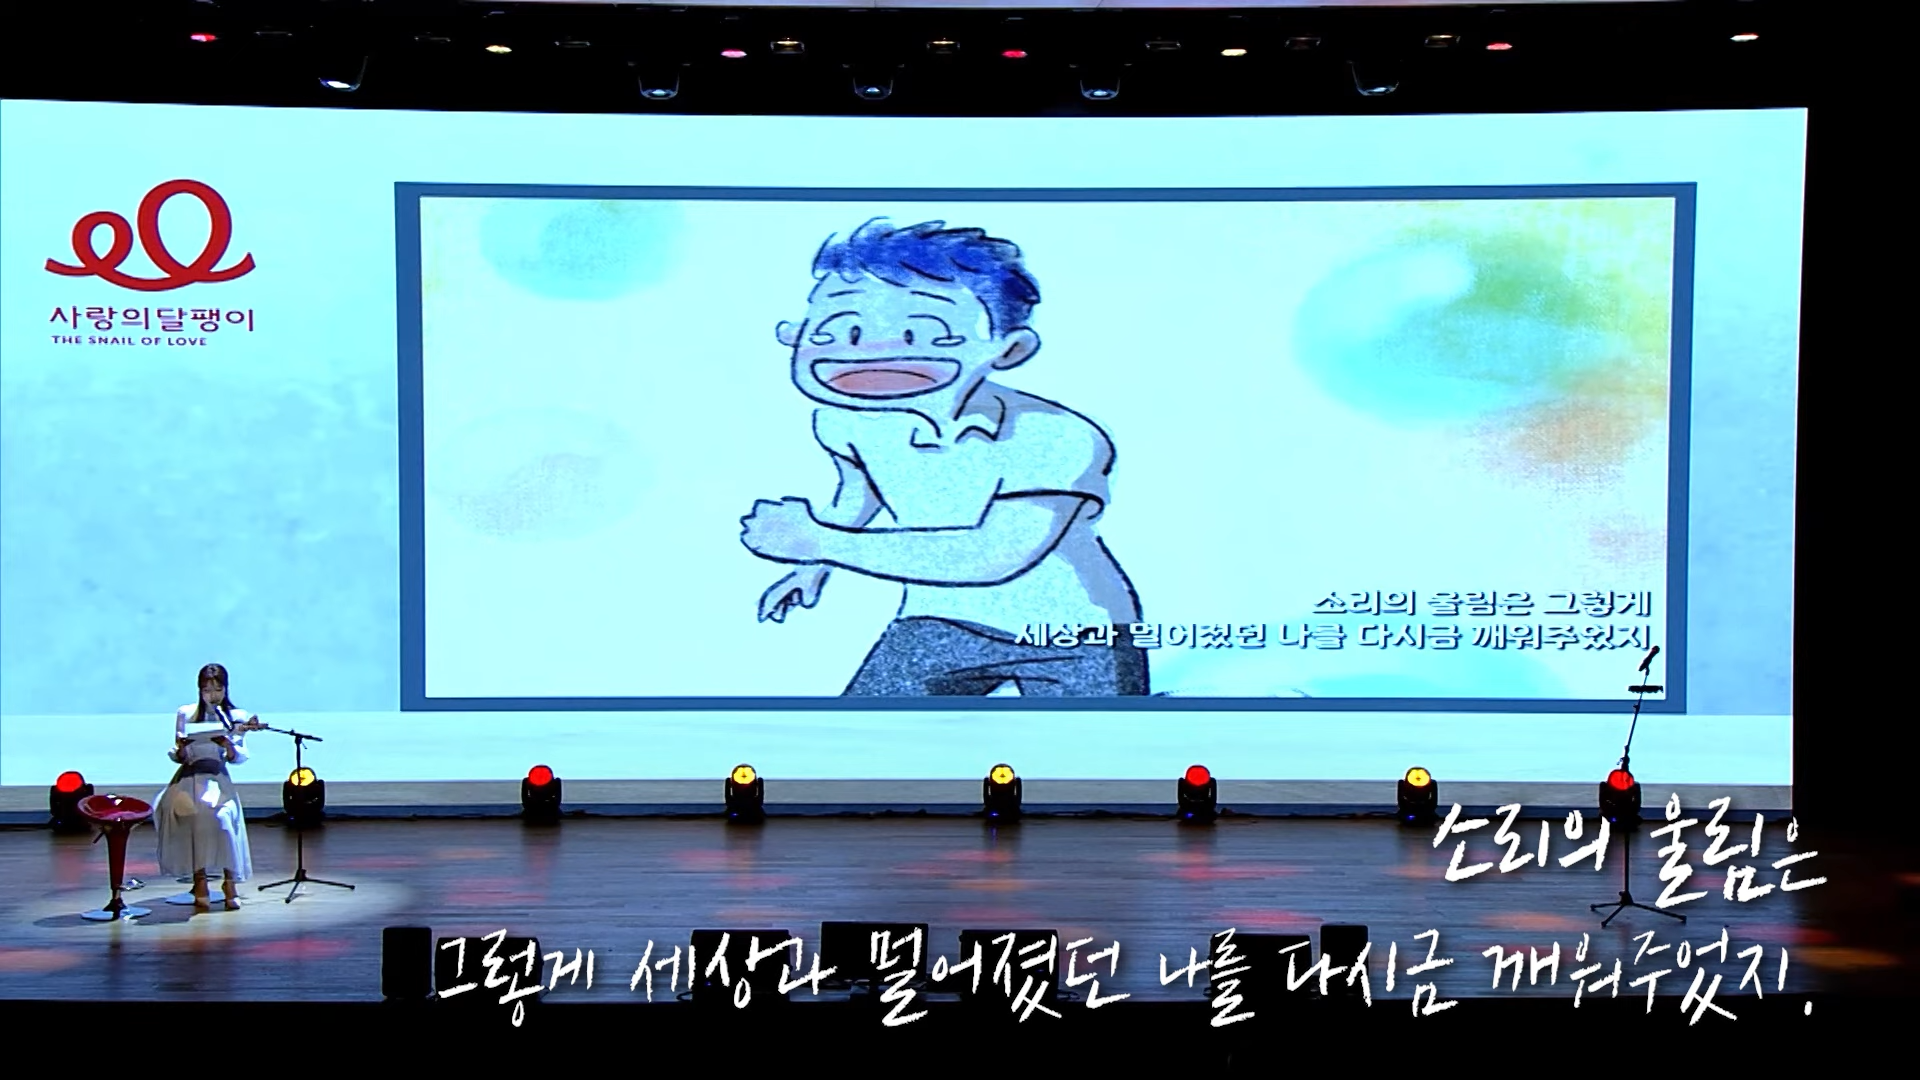 사랑의달팽이
THE SNAIL OF LOVE
소리의 울림은 그렇게
세상과 멀어졌던 나를 다시금 깨워주었지
소리의 울림은
그렇게 세상과 멀어졌던 나를 다시금 깨워주었지.